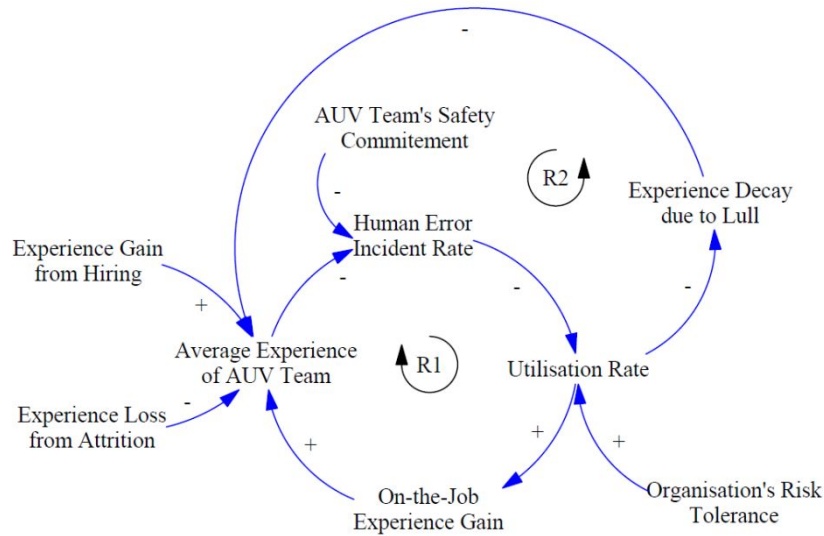 -
AUV Team's Safety
Commitement
-
R2
Experience Decay
due to Lull
Human Error
Incident Rate
Experience Gain
from Hiring
+
-
-
-
Average Experience
of AUV Team
R1
Utilisation Rate
Experience Loss
from Attrition
-
+
+
+
On-the-Job
Experience Gain
Organisation's Risk
Tolerance